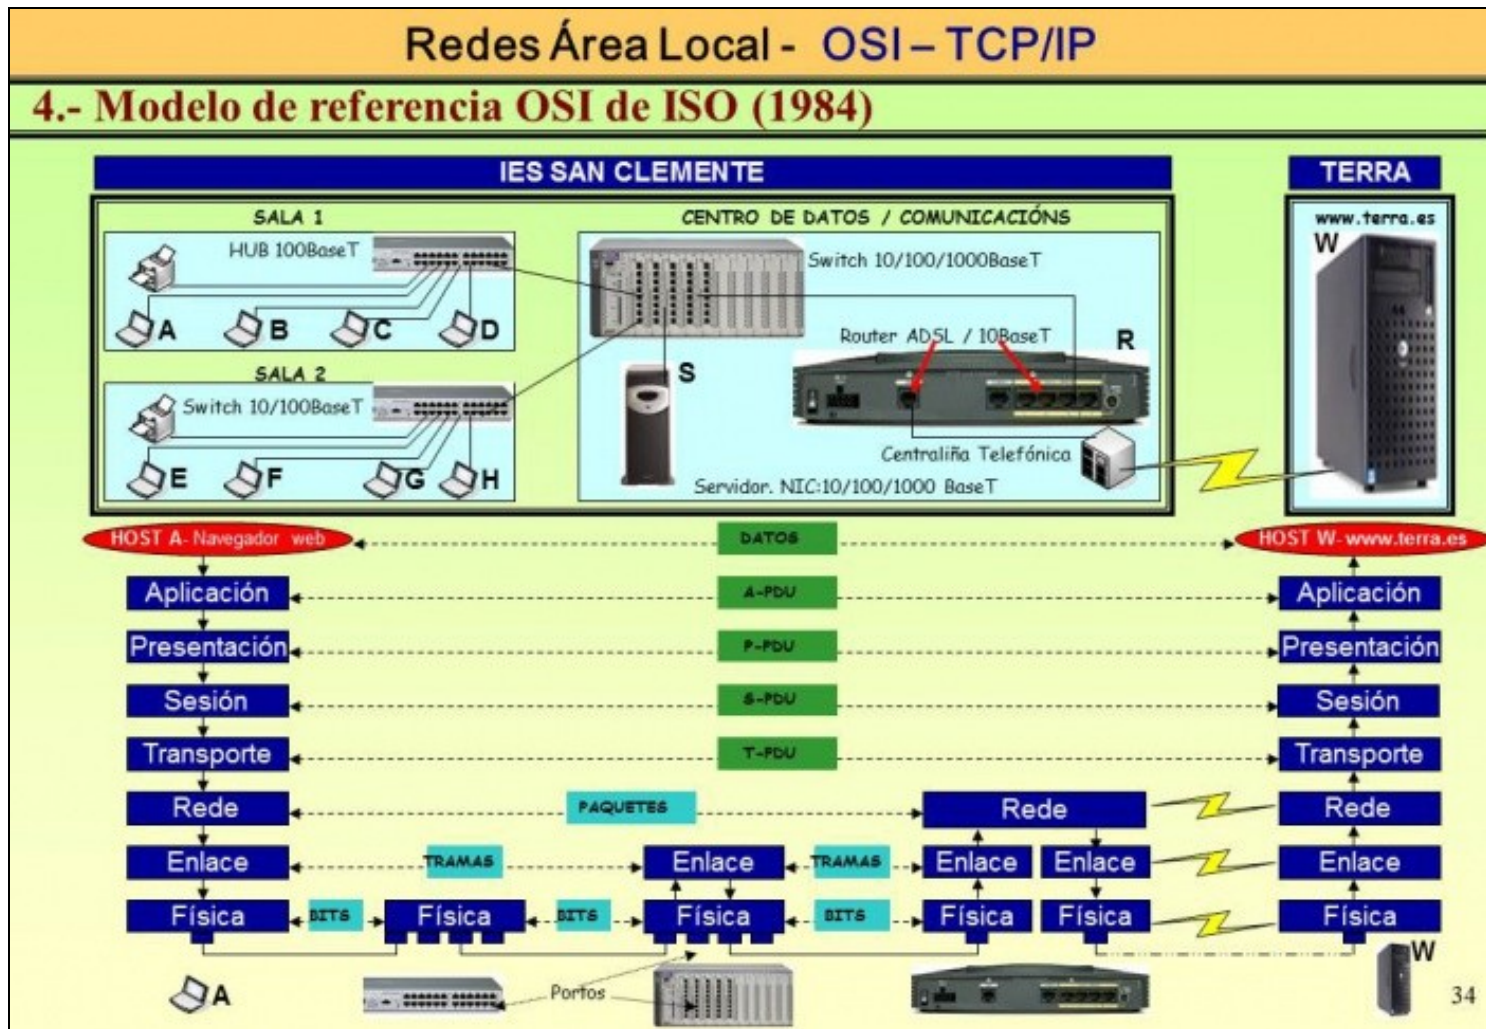 Redes Área Local - OSI – TCP/IP
4.- Modelo de referencia OSI de ISO (1984)
IES SAN CLEMENTE
TERRA
SALA 1
HUB 100BaseT
A
B
C
D
SALA 2
Switch 10/100BaseT
E
F
G
H
CENTRO DE DATOS / COMUNICACIÓNS
Switch 10/100/1000BaseT
Router ADSL / 10BaseT
R
S
Centraliña Telefónica
Servidor. NIC:10/100/1000 BaseT
www.terra.es
W
HOST A- Navegador web
DATOS
HOST W- www.terra.es
Aplicación
A-PDU
Aplicación
Presentación
P-PDU
Presentación
Sesión
S-PDU
Sesión
Transporte
T-PDU
Transporte
Rede
PAQUETES
Rede
Rede
Enlace
TRAMAS
Enlace
TRAMAS
Enlace
Enlace
Enlace
Física
BITS
Física
BITS
Física
BITS
Física
Física
Física
A
Portos
W
34